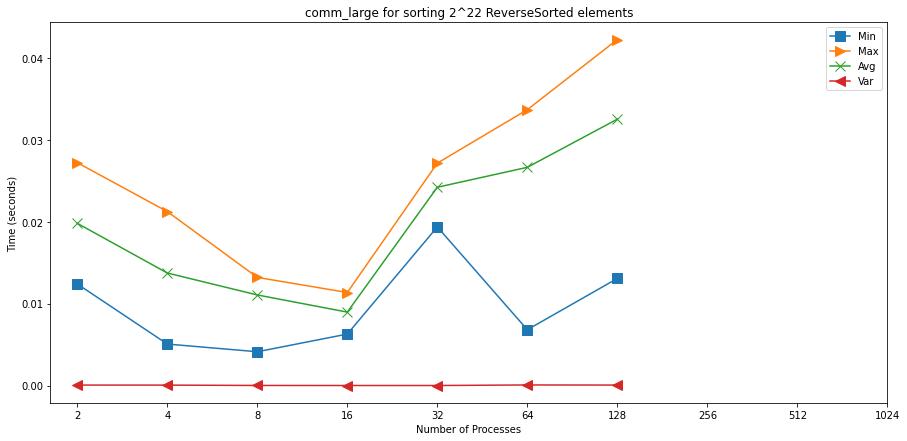 comm_large for sorting 2^22 ReverseSorted elements
Min
Max
Avg
Var
Time (seconds)
0.04
0.03
0.02
0.01
0.00
2 4 8 16 32 64 128 256 512 1024
Number of Processes